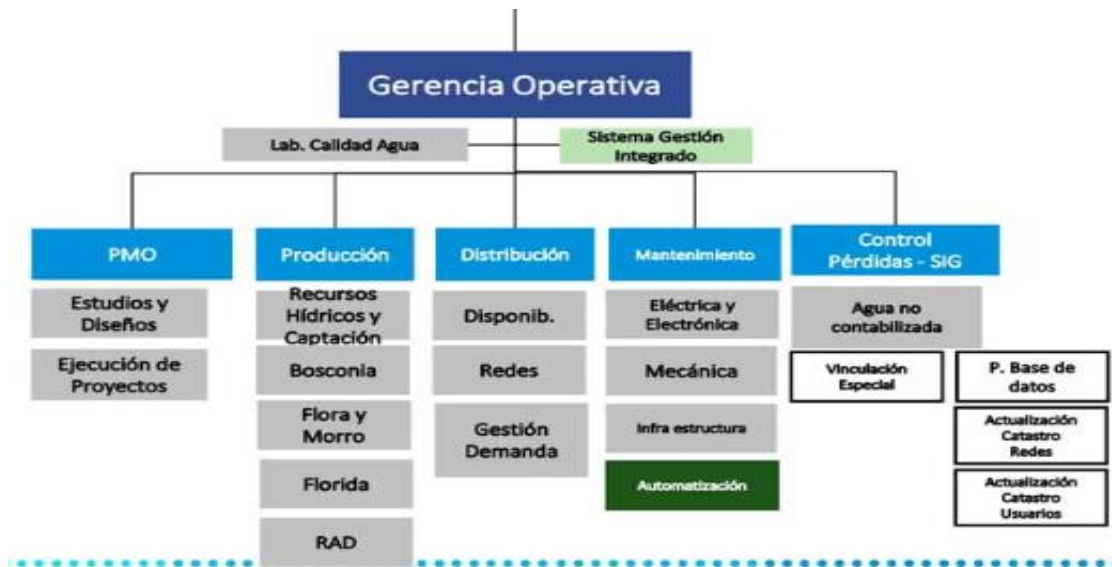 Gerencia Operativa
Lab. Calidad Agua
Sistema Gestión
Integrado
PMO
Estudios y
Diseños
Ejecución de
Proyectos
Producción
Recursos
Hídricos y
Captación
Bosconia
Flora y
Morro
Florida
RAD
Distribución
Disponib.
Redes
Gestión
Demanda
Mantenimiento
Eléctrica y
Electrónica
Mecánica
Infra estructura
Automatización
Control
Pérdidas - SIG
Agua no
contabilizada
Vinculación
Especial
P. Base de
datos
Actualización
Catastro
Redes
Actualización
Catastro
Usuarios